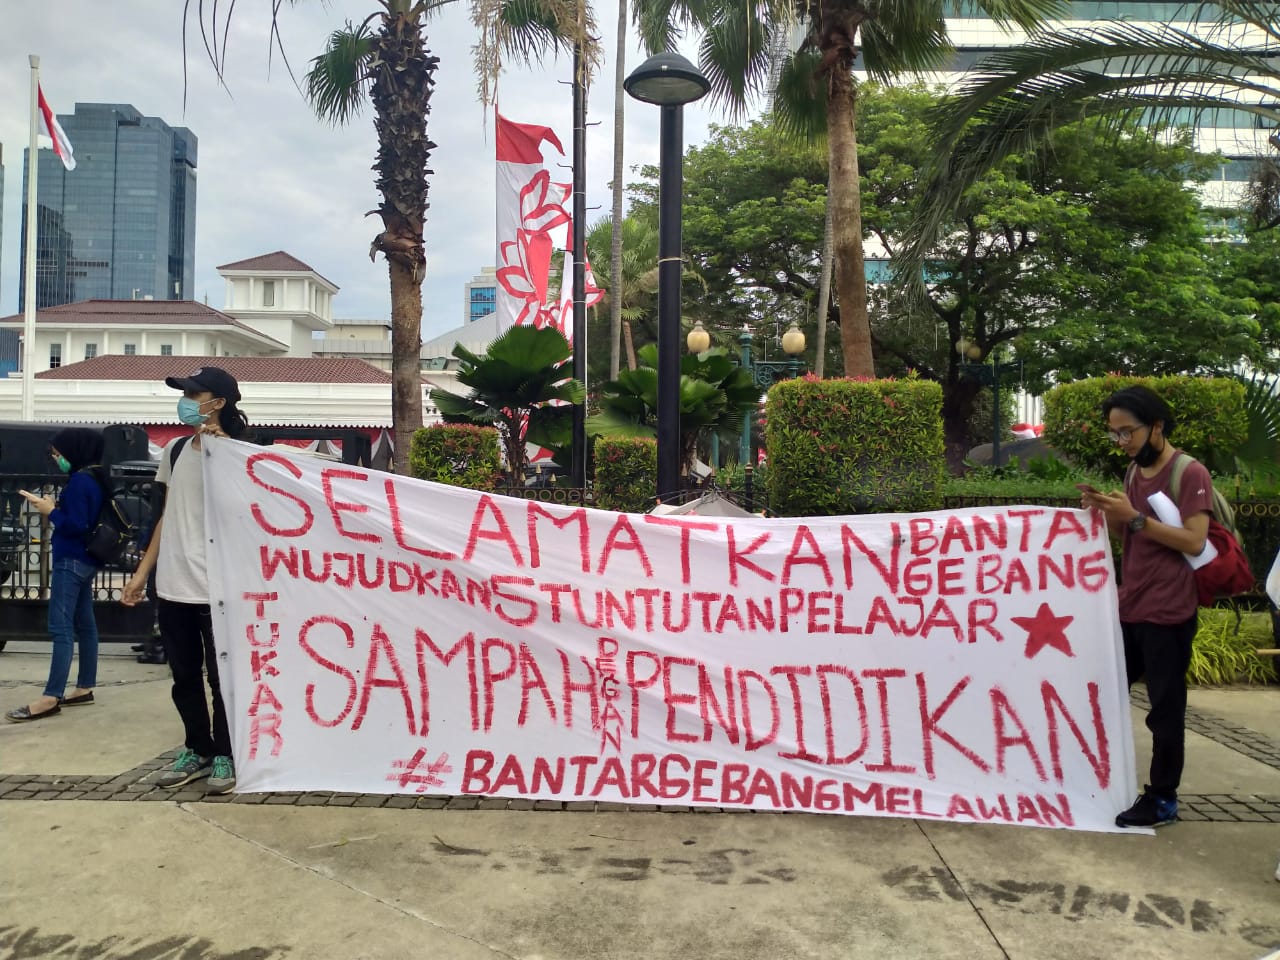 SELAMATKAN BANTAR GEBANG
WUJUDKAN 5 TUNTUTAN PELAJAR
TUKAR SAMPAH DENGAN PENDIDIKAN
#BANTARGEBANGMELAWAN